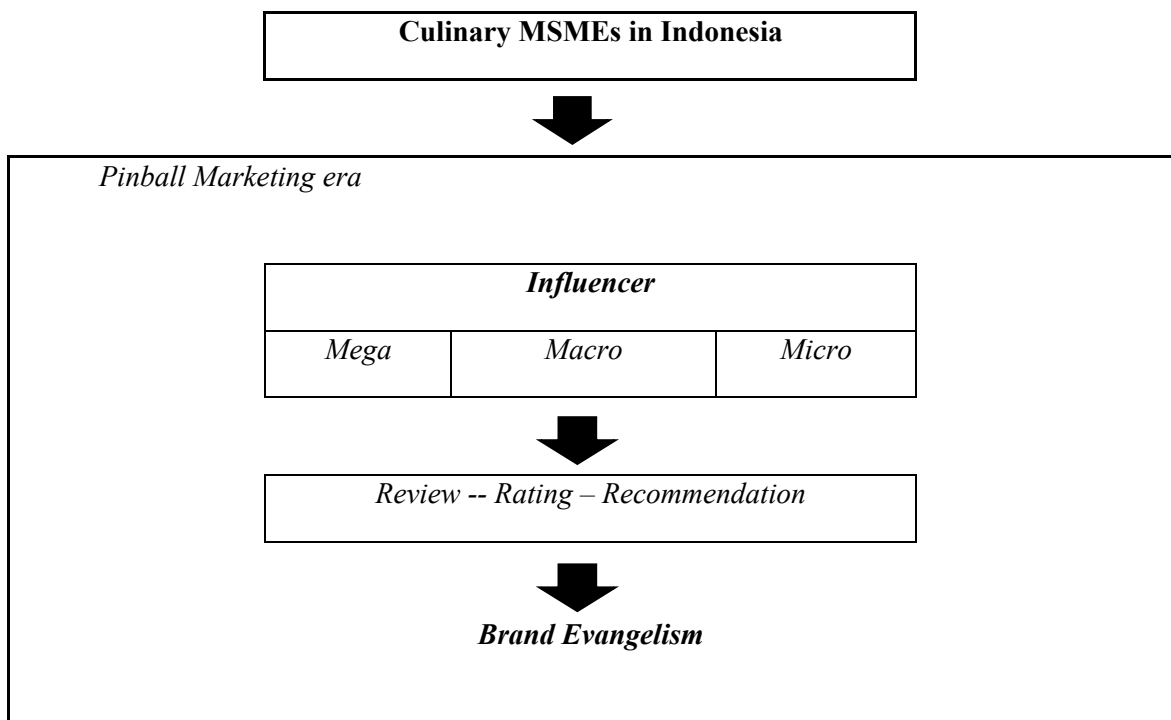 Culinary MSMEs in Indonesia
Pinball Marketing era
Influencer
Mega
Macro
Micro
Review -- Rating – Recommendation
Brand Evangelism